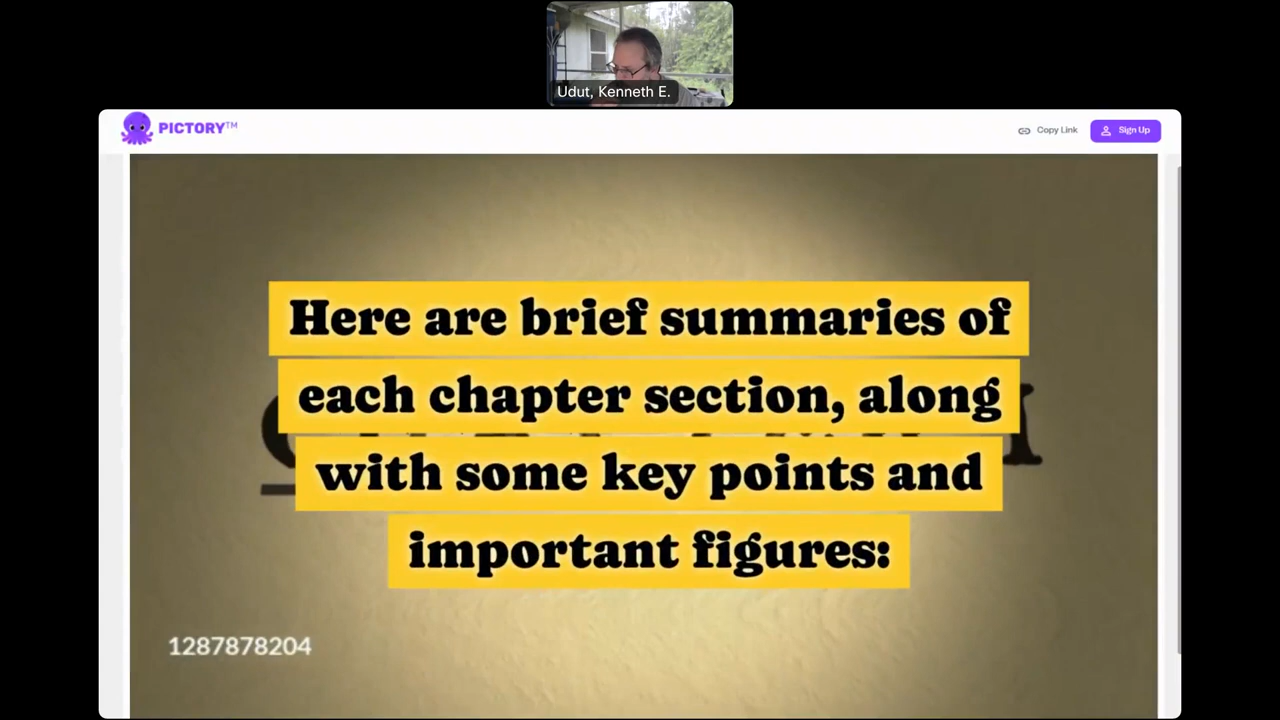 Udut, Kenneth E.
PICTORY™
Copy Link
Sign Up
Here are brief summaries of
each chapter section, along
with some key points and
important figures:
1287878204